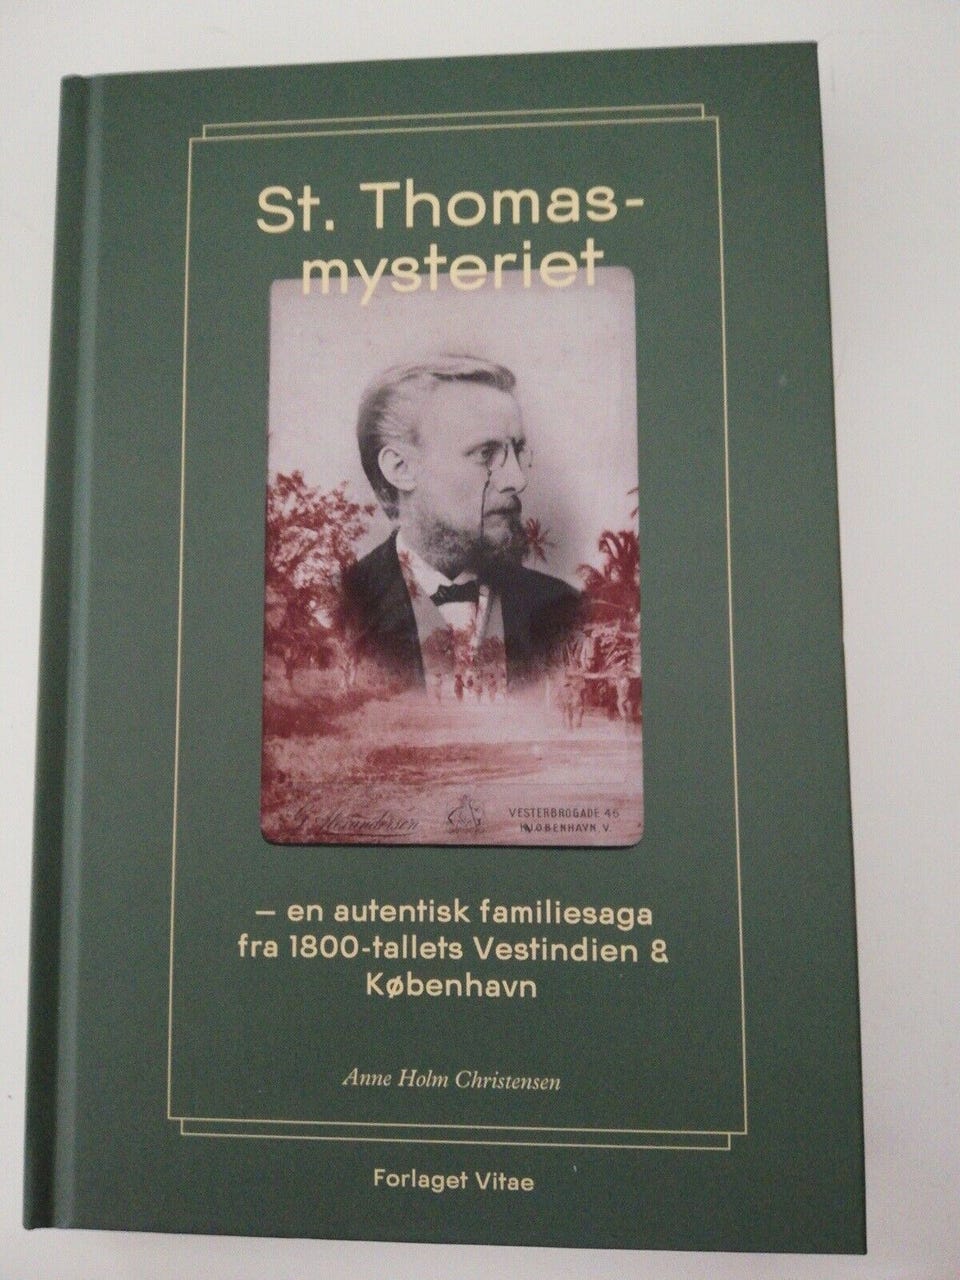 St. Thomas-
mysteriet
G. Alexandersen
VESTERBROGADE 45
KJØBENHAVN, V.
– en autentisk familiesaga
fra 1800-tallets Vestindien &
København
Anne Holm Christensen
Forlaget Vitae